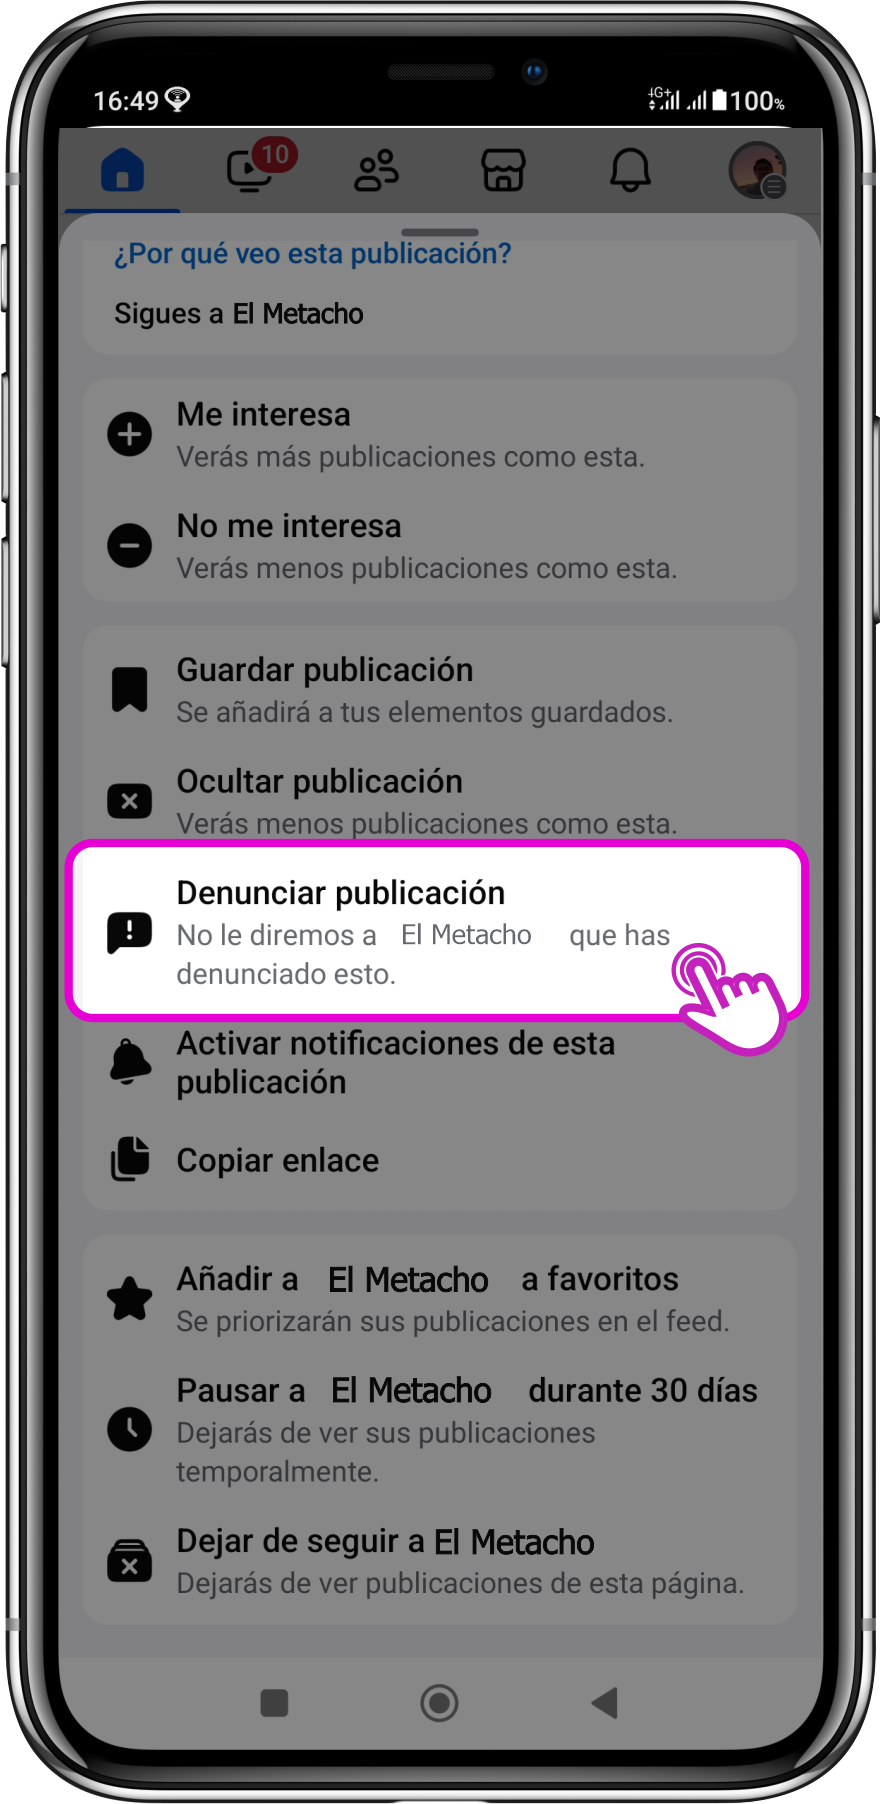 16:49 4G+ 100%
10
¿Por qué veo esta publicación?
Sigues a El Metacho
Me interesa
Verás más publicaciones como esta.
No me interesa
Verás menos publicaciones como esta.
Guardar publicación
Se añadirá a tus elementos guardados.
Ocultar publicación
Verás menos publicaciones como esta.
Denunciar publicación
No le diremos a El Metacho que has
denunciado esto.
Activar notificaciones de esta
publicación
Copiar enlace
Añadir a El Metacho a favoritos
Se priorizarán sus publicaciones en el feed.
Pausar a El Metacho durante 30 días
Dejarás de ver sus publicaciones
temporalmente.
Dejar de seguir a El Metacho
Dejarás de ver publicaciones de esta página.